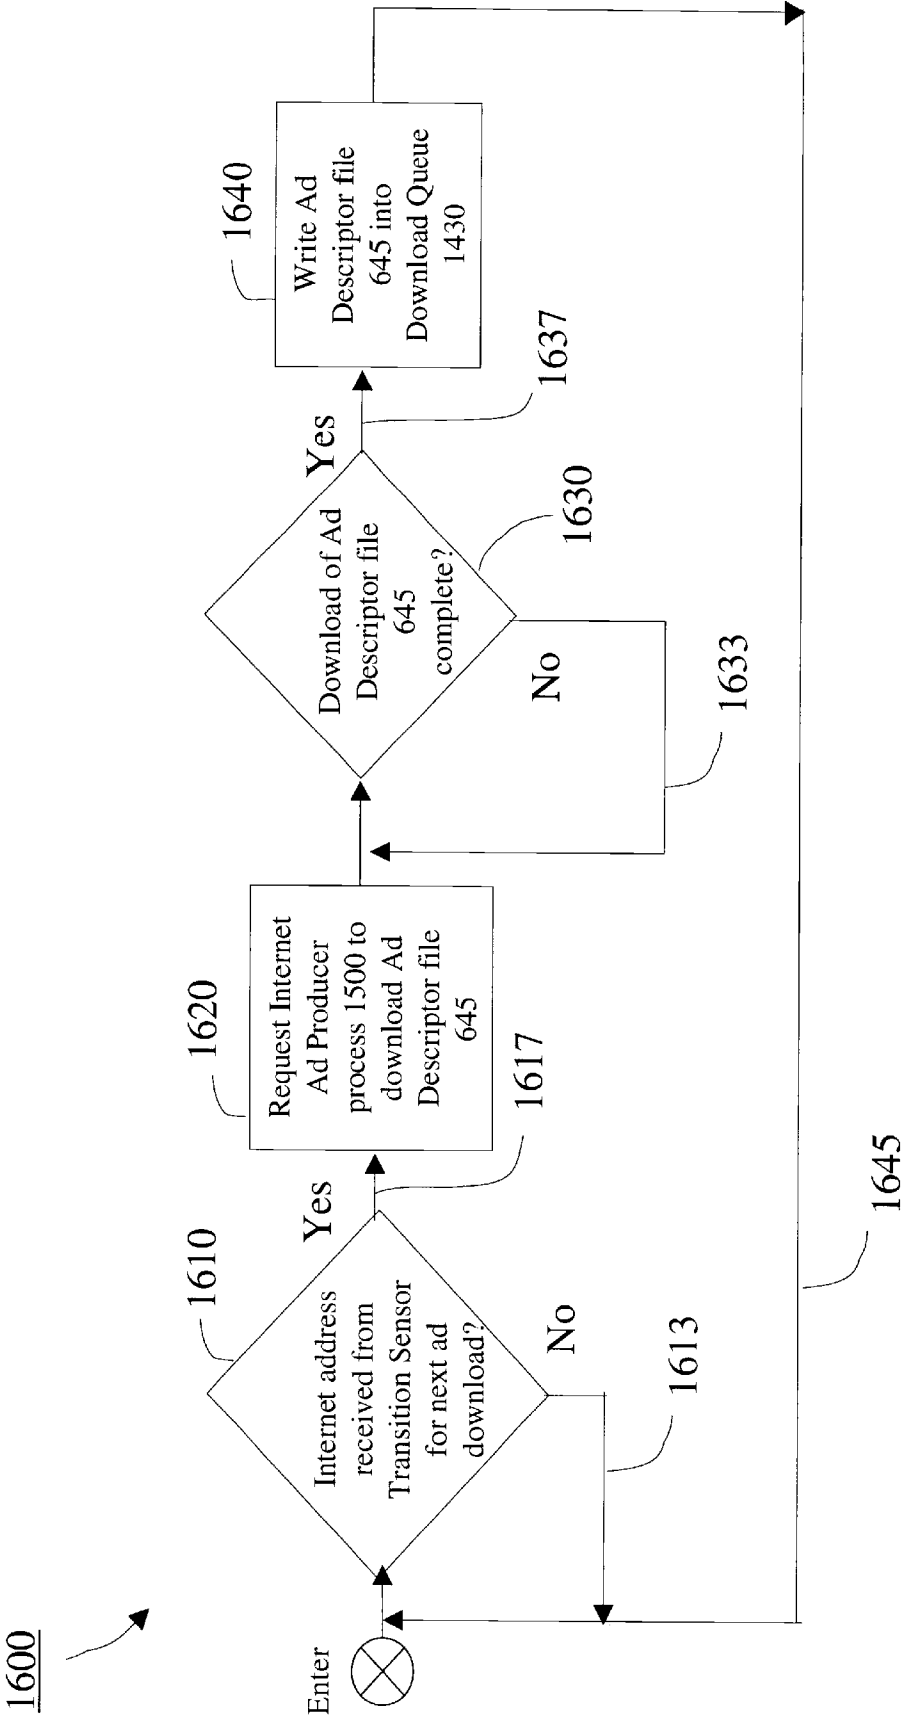 1600
Enter
1610
Internet address
received from
Transition Sensor
for next ad
download?
Yes
1617
No
1613
1620
Request Internet
Ad Producer
process 1500 to
download Ad
Descriptor file
645
1630
Download of Ad
Descriptor file
645
complete?
Yes
1637
No
1633
1640
Write Ad
Descriptor file
645 into
Download Queue
1430
1645